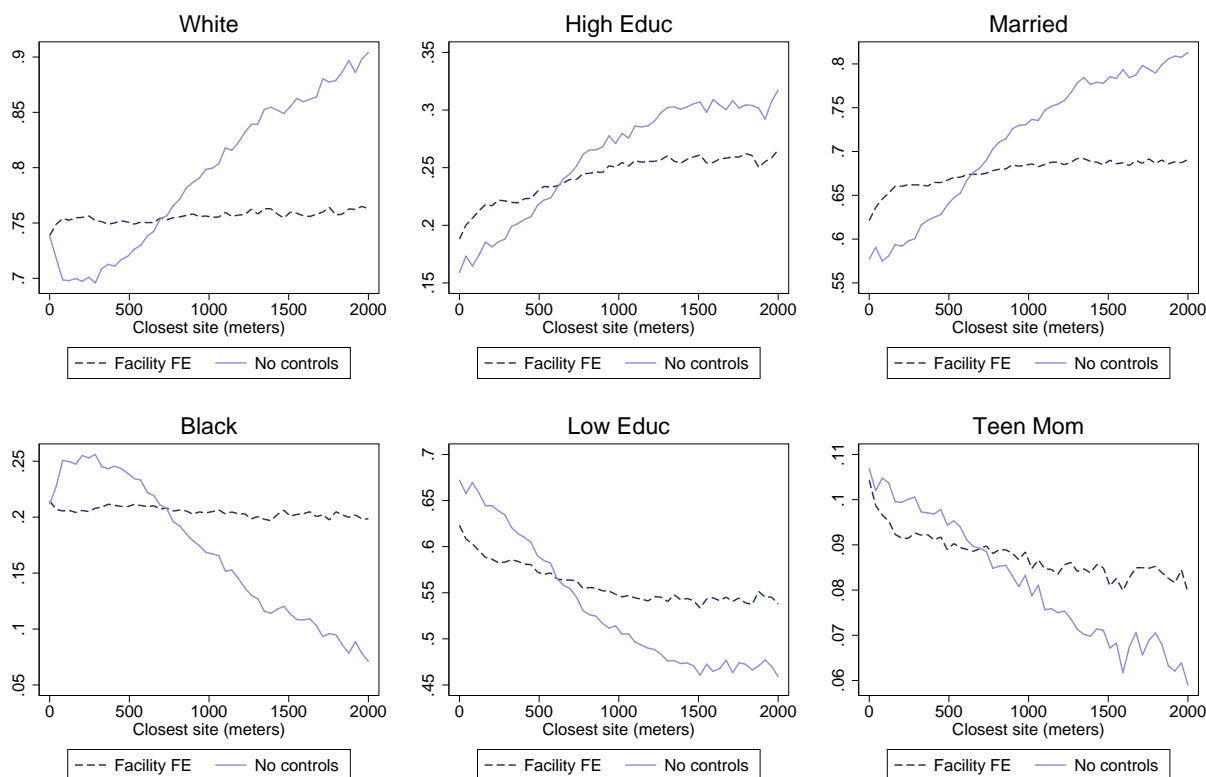 White
.9
.85
.8
.75
.7
0 500 1000 1500 2000
Closest site (meters)
Facility FE No controls
High Educ
.35
.3
.25
.2
.15
0 500 1000 1500 2000
Closest site (meters)
Facility FE No controls
Married
.8
.75
.7
.65
.6
.55
0 500 1000 1500 2000
Closest site (meters)
Facility FE No controls
Black
.25
.2
.15
.1
.05
0 500 1000 1500 2000
Closest site (meters)
Facility FE No controls
Low Educ
.7
.65
.6
.55
.5
.45
0 500 1000 1500 2000
Closest site (meters)
Facility FE No controls
Teen Mom
.11
.1
.09
.08
.07
.06
0 500 1000 1500 2000
Closest site (meters)
Facility FE No controls